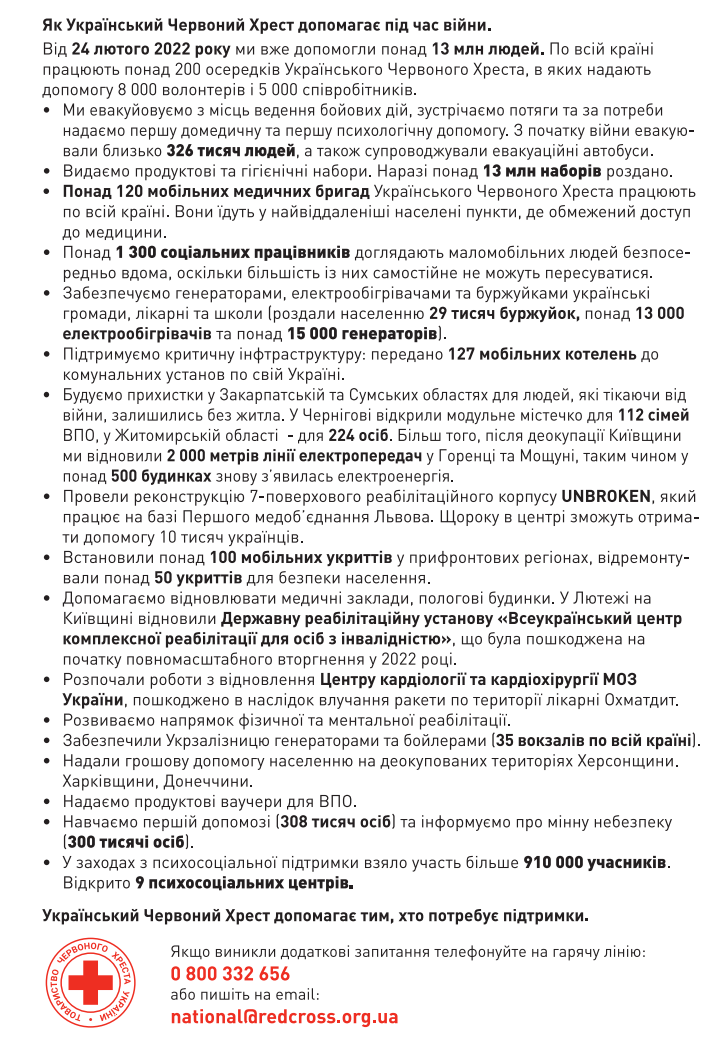 Як Український Червоний Хрест допомагає під час війни.
Від 24 лютого 2022 року ми вже допомогли понад 13 млн людей. По всій країні
працюють понад 200 осередків Українського Червоного Хреста, в яких надають
допомогу 8 000 волонтерів і 5 000 співробітників.
• Ми евакуйовуємо з місць ведення бойових дій, зустрічаємо потяги та за потреби
надаємо першу домедичну та першу психологічну допомогу. З початку війни евакую-
вали близько 326 тисяч людей, а також супроводжували евакуаційні автобуси.
• Видаємо продуктові та гігієнічні набори. Наразі понад 13 млн наборів роздано.
• Понад 120 мобільних медичних бригад Українського Червоного Хреста працюють
по всій країні. Вони їдуть у найвіддаленіші населені пункти, де обмежений доступ
до медицини.
• Понад 1 300 соціальних працівників доглядають маломобільних людей безпосе-
редньо вдома, оскільки більшість із них самостійне не можуть пересуватися.
• Забезпечуємо генераторами, електрообігрівачами та буржуйками українські
громади, лікарні та школи (роздали населенню 29 тисяч буржуйок, понад 13 000
електрообігрівачів та понад 15 000 генераторів).
• Підтримуємо критичну інфтраструктуру: передано 127 мобільних котелень до
комунальних установ по свій Україні.
• Будуємо прихистки у Закарпатській та Сумських областях для людей, які тікаючи від
війни, залишились без житла. У Чернігові відкрили модульне містечко для 112 сімей
ВПО, у Житомирській області - для 224 осіб. Більш того, після деокупації Київщини
ми відновили 2 000 метрів лінії електропередач у Горенці та Мощуні, таким чином у
понад 500 будинках знову з’явилась електроенергія.
• Провели реконструкцію 7-поверхового реабілітаційного корпусу UNBROKEN, який
працює на базі Першого медоб’єднання Львова. Щороку в центрі зможуть отрима-
ти допомогу 10 тисяч українців.
• Встановили понад 100 мобільних укриттів у прифронтових регіонах, відремонту-
вали понад 50 укриттів для безпеки населення.
• Допомагаємо відновлювати медичні заклади, пологові будинки. У Лютежі на
Київщині відновили Державну реабілітаційну установу «Всеукраїнський центр
комплексної реабілітації для осіб з інвалідністю», що була пошкоджена на
початку повномасштабного вторгнення у 2022 році.
• Розпочали роботи з відновлення Центру кардіології та кардіохірургії МОЗ
України, пошкоджено в наслідок влучання ракети по території лікарні Охматдит.
• Розвиваємо напрямок фізичної та ментальної реабілітації.
• Забезпечили Укрзалізницю генераторами та бойлерами (35 вокзалів по всій країні).
• Надали грошову допомогу населенню на деокупованих територіях Херсонщини.
Харківщини, Донеччини.
• Надаємо продуктові ваучери для ВПО.
• Навчаємо першій допомозі (308 тисяч осіб) та інформуємо про мінну небезпеку
(300 тисячі осіб).
• У заходах з психосоціальної підтримки взяло участь більше 910 000 учасників.
Відкрито 9 психосоціальних центрів.
Український Червоний Хрест допомагає тим, хто потребує підтримки.
ТОВАРИСТВО ЧЕРВОНОГО ХРЕСТА УКРАЇНИ •
Якщо виникли додаткові запитання телефонуйте на гарячу лінію:
0 800 332 656
або пишіть на email:
national@redcross.org.ua